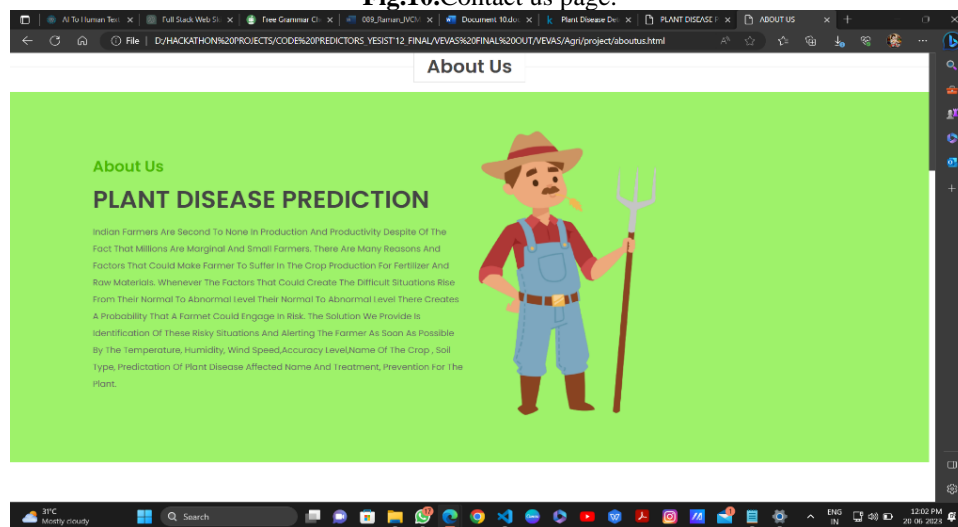 Fig.10.Contact us page.
AI To Human Text
Full Stack Web
Free Grammar Ch
089_Raman_IVCM
Document 10.do
Plant Disease De
PLANT DISEASE P
ABOUT US
File | D:/HACKATHON%20PROJECTS/CODE%20PREDICTORS_YESIST'12_FINAL/VEVAS%20FINAL%20OUT/VEVAS/Agri/project/aboutus.html
About Us
About Us
PLANT DISEASE PREDICTION
Indian Farmers Are Second To None In Production And Productivity Despite Of The
Fact That Millions Are Marginal And Small Farmers. There Are Many Reasons And
Factors That Could Make Farmer To Suffer In The Crop Production For Fertilizer And
Raw Materials. Whenever The Factors That Could Create The Difficult Situations Rise
From Their Normal To Abnormal Level Their Normal To Abnormal Level There Creates
A Probability That A Farmet Could Engage In Risk. The Solution We Provide Is
Identification Of These Risky Situations And Alerting The Farmer As Soon As Possible
By The Temperature, Humidity, Wind Speed,Accuracy Level,Name Of The Crop , Soil
Type, Predictation Of Plant Disease Affected Name And Treatment, Prevention For The
Plant.
31°C
Mostly cloudy
Search
ENG
IN
12:02 PM
20-06-2023